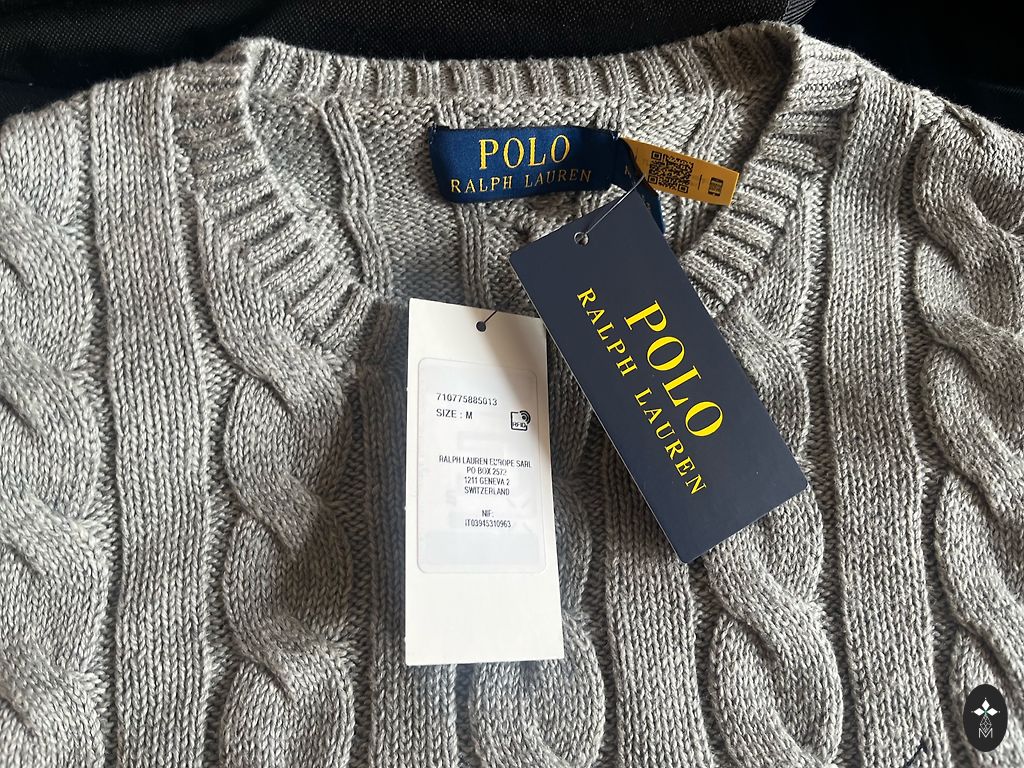 POLO
RALPH LAUREN
POLO
RALPH LAUREN
710775885013
SIZE : M
RFID
RALPH LAUREN EUROPE SARL
PO BOX 2572
1211 GENEVA 2
SWITZERLAND
NIF:
IT03945310963
M